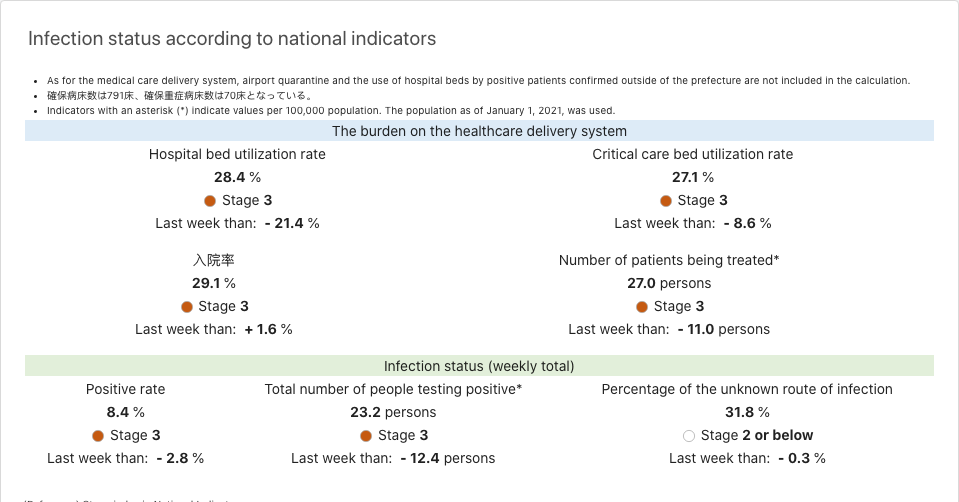 Infection status according to national indicators
• As for the medical care delivery system, airport quarantine and the use of hospital beds by positive patients confirmed outside of the prefecture are not included in the calculation.
• 確保病床数は791床、確保重症病床数は70床となっている。
• Indicators with an asterisk (*) indicate values per 100,000 population. The population as of January 1, 2021, was used.
The burden on the healthcare delivery system
Hospital bed utilization rate
28.4 %
Stage 3
Last week than: - 21.4 %
Critical care bed utilization rate
27.1 %
Stage 3
Last week than: - 8.6 %
入院率
29.1 %
Stage 3
Last week than: + 1.6 %
Number of patients being treated*
27.0 persons
Stage 3
Last week than: - 11.0 persons
Infection status (weekly total)
Positive rate
8.4 %
Stage 3
Last week than: - 2.8 %
Total number of people testing positive*
23.2 persons
Stage 3
Last week than: - 12.4 persons
Percentage of the unknown route of infection
31.8 %
Stage 2 or below
Last week than: - 0.3 %